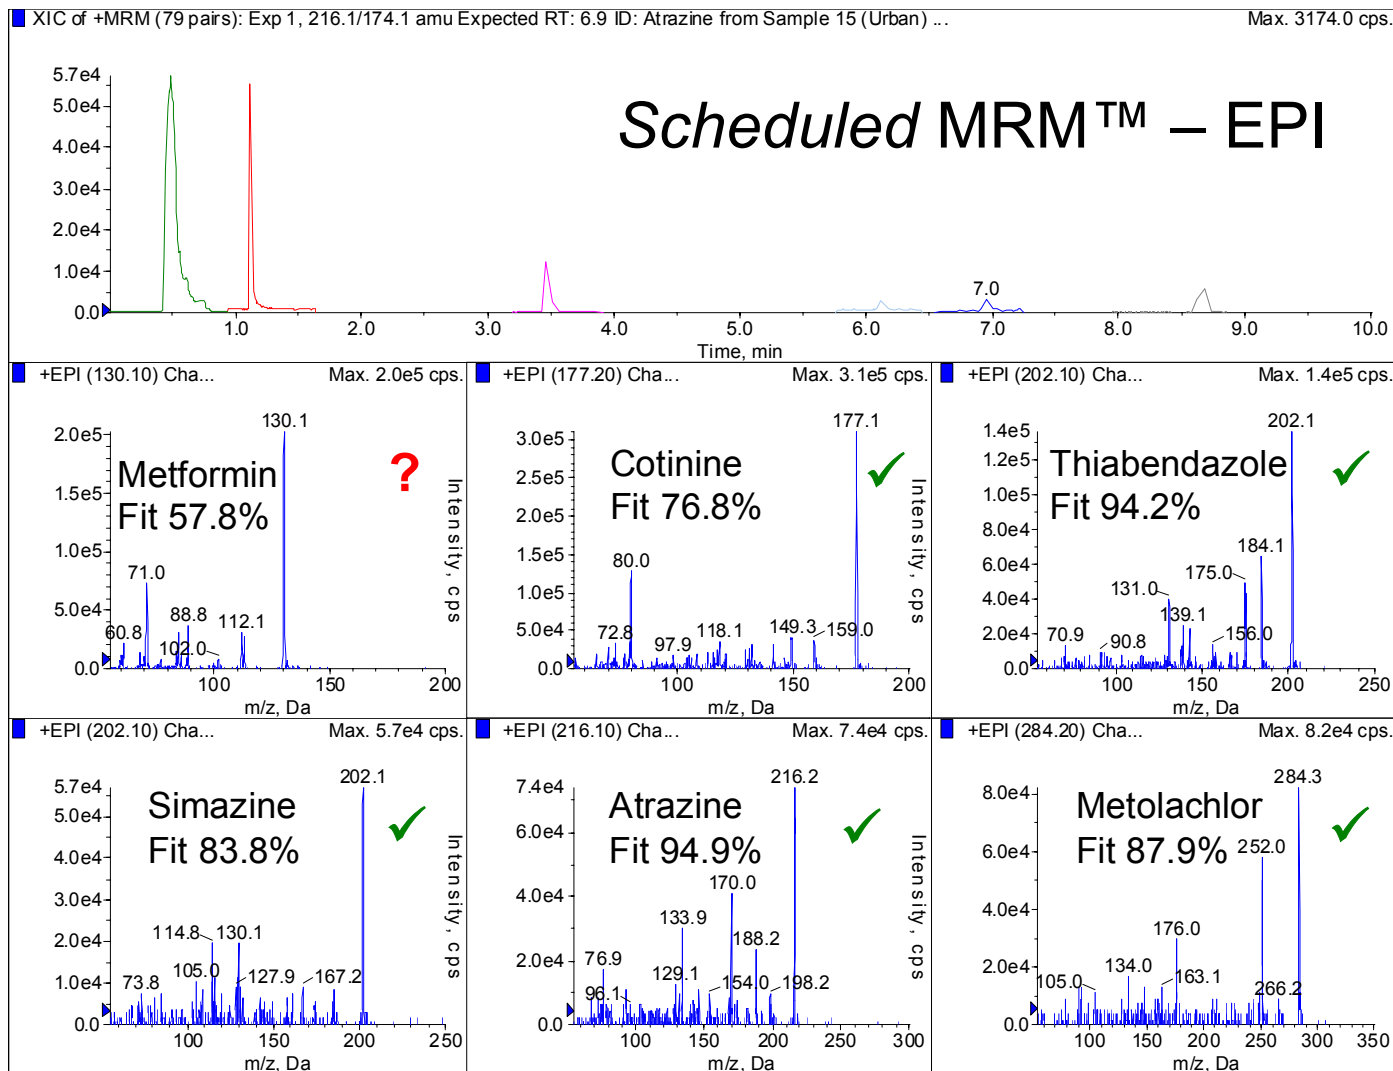 XIC of +MRM (79 pairs): Exp 1, 216.1/174.1 amu Expected RT: 6.9 ID: Atrazine from Sample 15 (Urban) ...
Max. 3174.0 cps.
Scheduled MRM™ – EPI
5.7e4
5.0e4
4.0e4
3.0e4
2.0e4
1.0e4
0.0
7.0
1.0 2.0 3.0 4.0 5.0 6.0 7.0 8.0 9.0 10.0
Time, min
+EPI (130.10) Cha... Max. 2.0e5 cps.
Metformin
Fit 57.8%
?
2.0e5
1.5e5
1.0e5
5.0e4
0.0
130.1
71.0
88.8
112.1
60.8
102.0
100 150 200
m/z, Da
+EPI (177.20) Cha... Max. 3.1e5 cps.
Intensity, cps
Cotinine
Fit 76.8%
3.0e5
2.5e5
2.0e5
1.5e5
1.0e5
5.0e4
0.0
177.1
80.0
72.8
97.9
118.1
149.3
159.0
100 150 200
m/z, Da
+EPI (202.10) Cha... Max. 1.4e5 cps.
Intensity, cps
Thiabendazole
Fit 94.2%
1.4e5
1.2e5
1.0e5
8.0e4
6.0e4
4.0e4
2.0e4
0.0
202.1
184.1
175.0
131.0
139.1
156.0
70.9
90.8
100 150 200 250
m/z, Da
+EPI (202.10) Cha... Max. 5.7e4 cps.
Simazine
Fit 83.8%
5.7e4
5.0e4
4.0e4
3.0e4
2.0e4
1.0e4
0.0
202.1
114.8
130.1
105.0
127.9
167.2
73.8
100 150 200 250
m/z, Da
+EPI (216.10) Cha... Max. 7.4e4 cps.
Intensity, cps
Atrazine
Fit 94.9%
7.4e4
6.0e4
4.0e4
2.0e4
0.0
216.2
170.0
133.9
188.2
76.9
129.1
154.0
198.2
96.1
100 150 200 250 300
m/z, Da
+EPI (284.20) Cha... Max. 8.2e4 cps.
Intensity, cps
Metolachlor
Fit 87.9%
8.0e4
6.0e4
4.0e4
2.0e4
0.0
284.3
252.0
176.0
134.0
163.1
105.0
266.2
100 150 200 250 300 350
m/z, Da